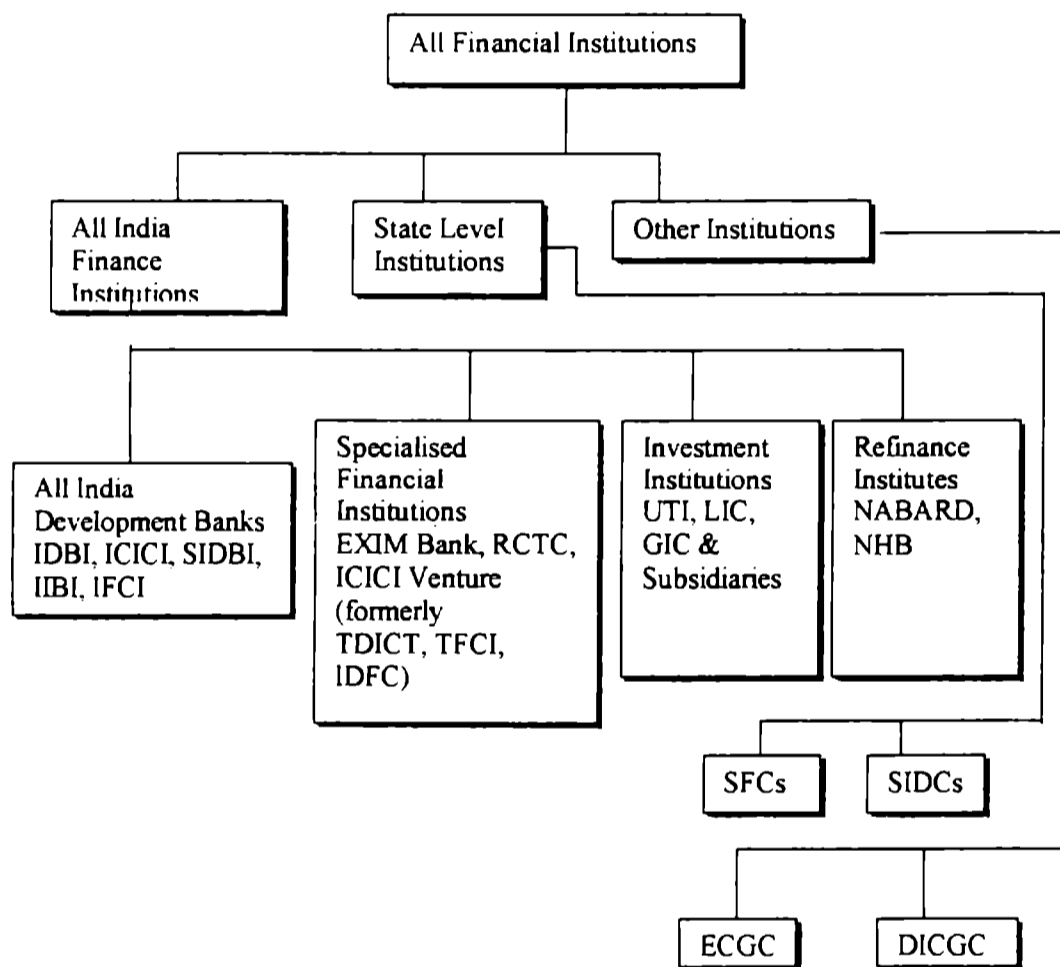 All Financial Institutions
All India
Finance
Institutions
State Level
Institutions
Other Institutions
All India
Development Banks
IDBI, ICICI, SIDBI,
IIBI, IFCI
Specialised
Financial
Institutions
EXIM Bank, RCTC,
ICICI Venture
(formerly
TDICT, TFCI,
IDFC)
Investment
Institutions
UTI, LIC,
GIC &
Subsidiaries
Refinance
Institutes
NABARD,
NHB
SFCs
SIDCs
ECGC
DICGC